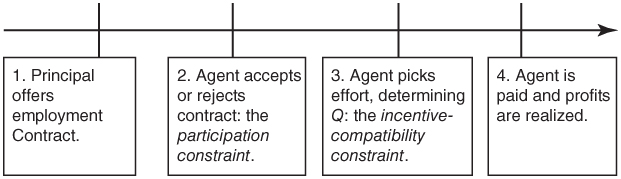 1. Principal
offers
employment
Contract.
2. Agent accepts
or rejects
contract: the
participation
constraint.
3. Agent picks
effort, determining
Q: the incentive-
compatibility
constraint.
4. Agent is
paid and profits
are realized.